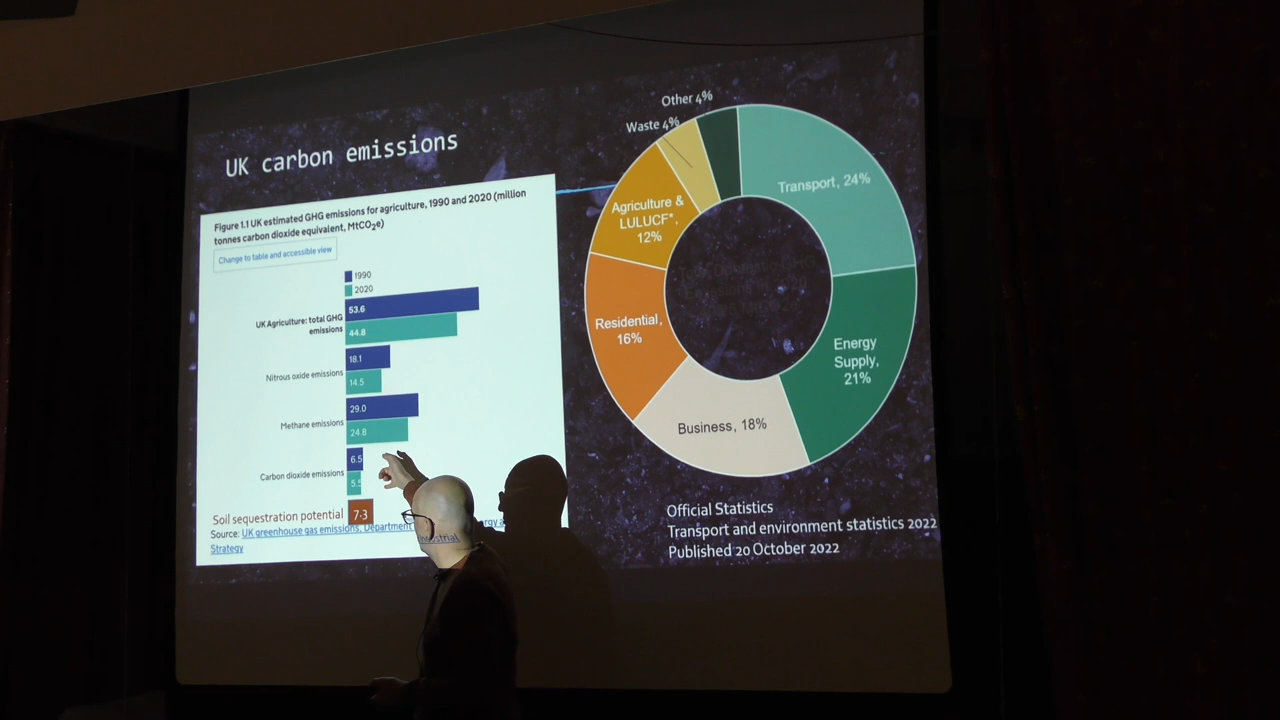 UK carbon emissions
Figure 1.1 UK estimated GHG emissions for agriculture, 1990 and 2020 (million
tonnes carbon dioxide equivalent, MtCO2e)
Change to table and accessible view
1990
2020
UK Agriculture: total GHG
emissions
53.6
44.8
Nitrous oxide emissions
18.1
14.5
Methane emissions
29.0
24.8
Carbon dioxide emissions
6.5
5.5
Soil sequestration potential
7.3
Source: UK greenhouse gas emissions, Department
Strategy
Other 4%
Waste 4%
Transport, 24%
Agriculture &
LULUCF*,
12%
Residential,
16%
Energy
Supply,
21%
Business, 18%
Official Statistics
Transport and environment statistics 2022
Published 20 October 2022